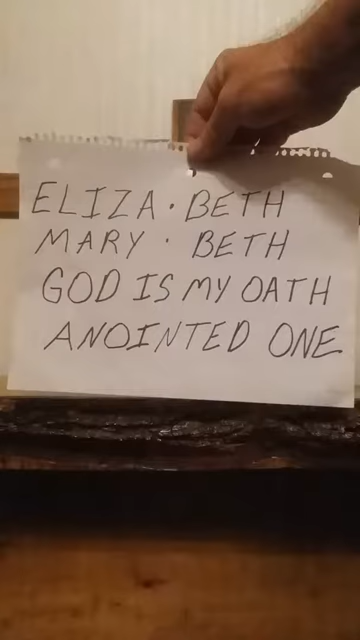 ELIZA · BETH
MARY · BETH
GOD IS MY OATH
ANOINTED ONE